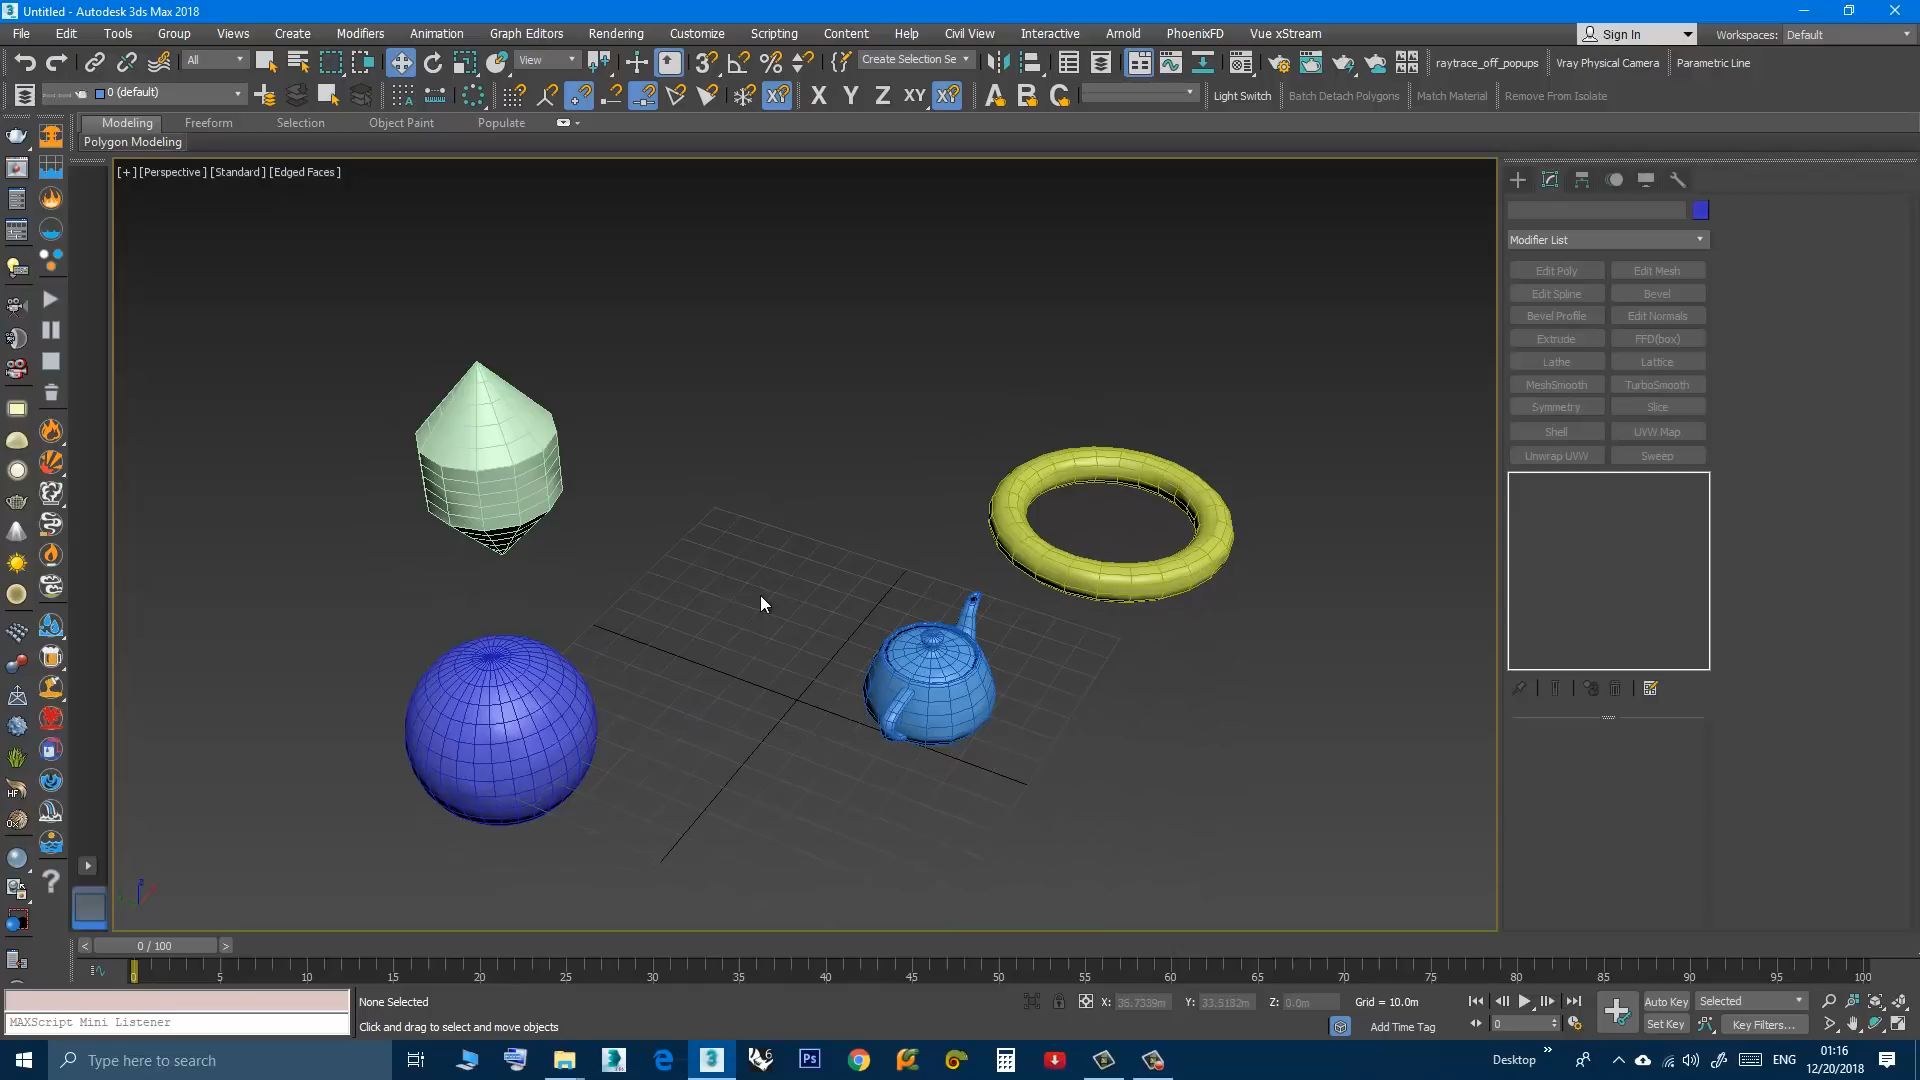 Untitled - Autodesk 3ds Max 2018
File Edit Tools Group Views Create Modifiers Animation Graph Editors Rendering Customize Scripting Content Help Civil View Interactive Arnold PhoenixFD Vue xStream Sign In Workspaces: Default
All View Create Selection Se raytrace_off_popups Vray Physical Camera Parametric Line
0 (default) X Y Z XY XY A B C Light Switch Batch Detach Polygons Match Material Remove From Isolate
Modeling Freeform Selection Object Paint Populate
Polygon Modeling
[+] [Perspective] [Standard] [Edged Faces]
Modifier List
Edit Poly Edit Mesh
Edit Spline Bevel
Bevel Profile Edit Normals
Extrude FFD(box)
Lathe Lattice
MeshSmooth TurboSmooth
Symmetry Slice
Shell UVW Map
Unwrap UVW Sweep
< 0 / 100 >
0 5 10 15 20 25 30 35 40 45 50 55 60 65 70 75 80 85 90 95 100
None Selected X: 36.7339m Y: 33.5182m Z: 0.0m Grid = 10.0m Auto Key Selected
MAXScript Mini Listener
Click and drag to select and move objects Add Time Tag 0 Set Key Key Filters...
Type here to search
Desktop ENG 01:16
12/20/2018